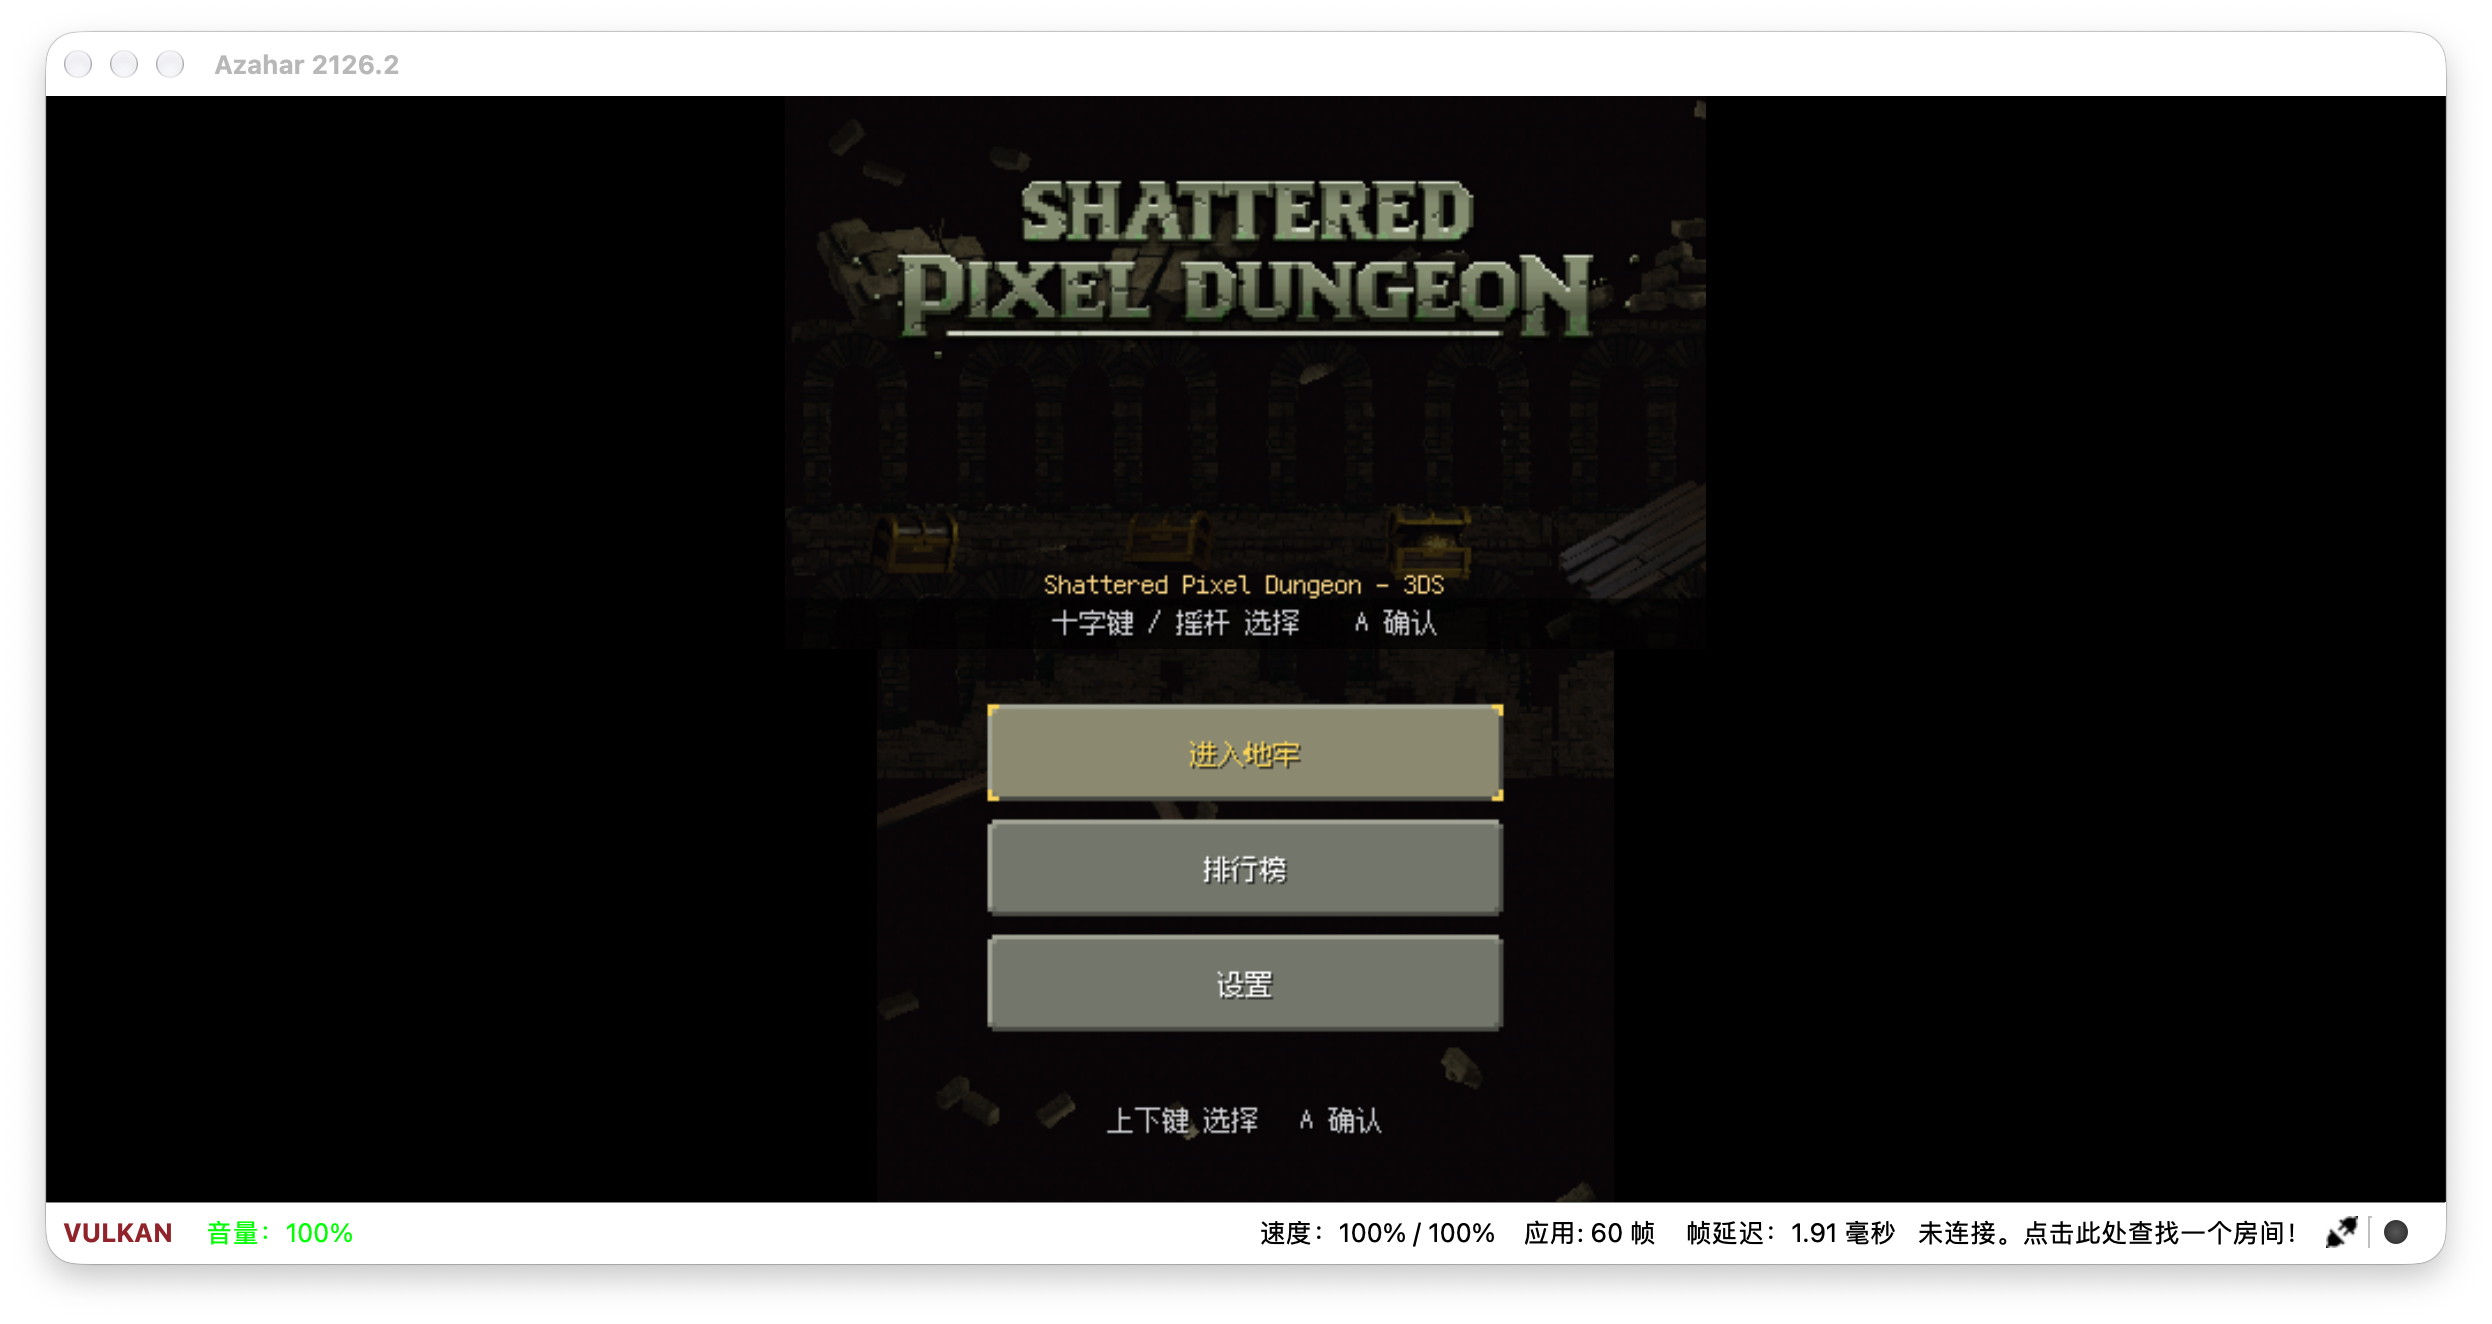 Azahar 2126.2
SHATTERED
PIXEL DUNGEON
Shattered Pixel Dungeon - 3DS
十字键 / 摇杆 选择 A 确认
进入地牢
排行榜
设置
上下键 选择 A 确认
VULKAN 音量：100% 速度：100% / 100% 应用: 60 帧 帧延迟：1.91 毫秒 未连接。点击此处查找一个房间！